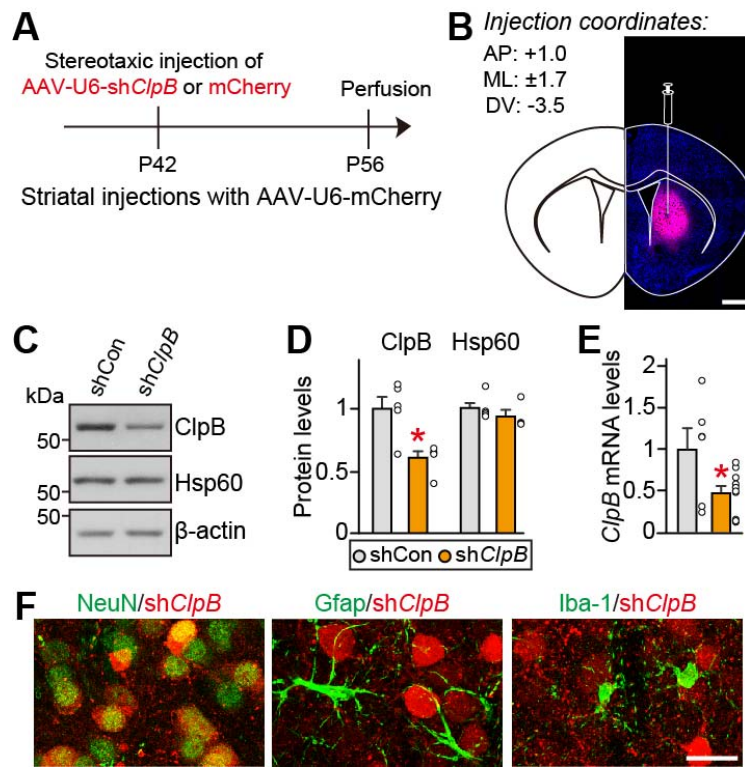 A
Stereotaxic injection of
AAV-U6-shClpB or mCherry
Perfusion
P42
P56
Striatal injections with AAV-U6-mCherry
B
Injection coordinates:
AP: +1.0
ML: ±1.7
DV: -3.5
C
shCon
shClpB
kDa
50
ClpB
50
Hsp60
50
β-actin
D
ClpB
Hsp60
Protein levels
1
0.5
0
*
shCon
shClpB
E
ClpB mRNA levels
2
1.5
1
0.5
0
*
F
NeuN/shClpB
Gfap/shClpB
Iba-1/shClpB